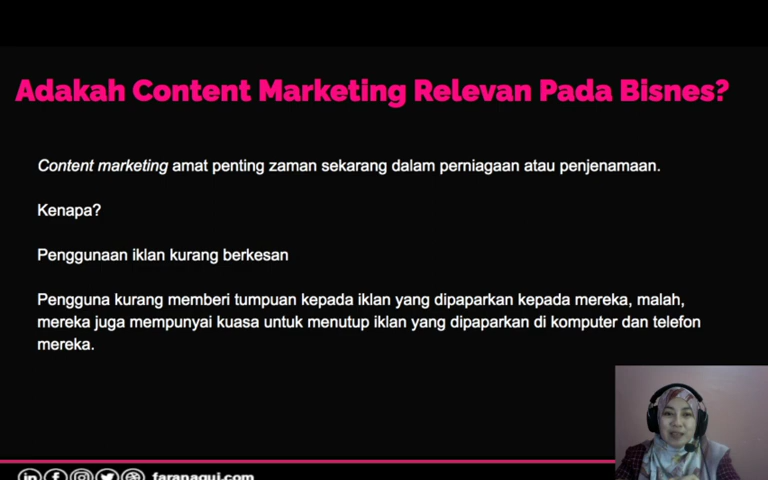 Adakah Content Marketing Relevan Pada Bisnes?
Content marketing amat penting zaman sekarang dalam perniagaan atau penjenamaan.
Kenapa?
Penggunaan iklan kurang berkesan
Pengguna kurang memberi tumpuan kepada iklan yang dipaparkan kepada mereka, malah,
mereka juga mempunyai kuasa untuk menutup iklan yang dipaparkan di komputer dan telefon
mereka.